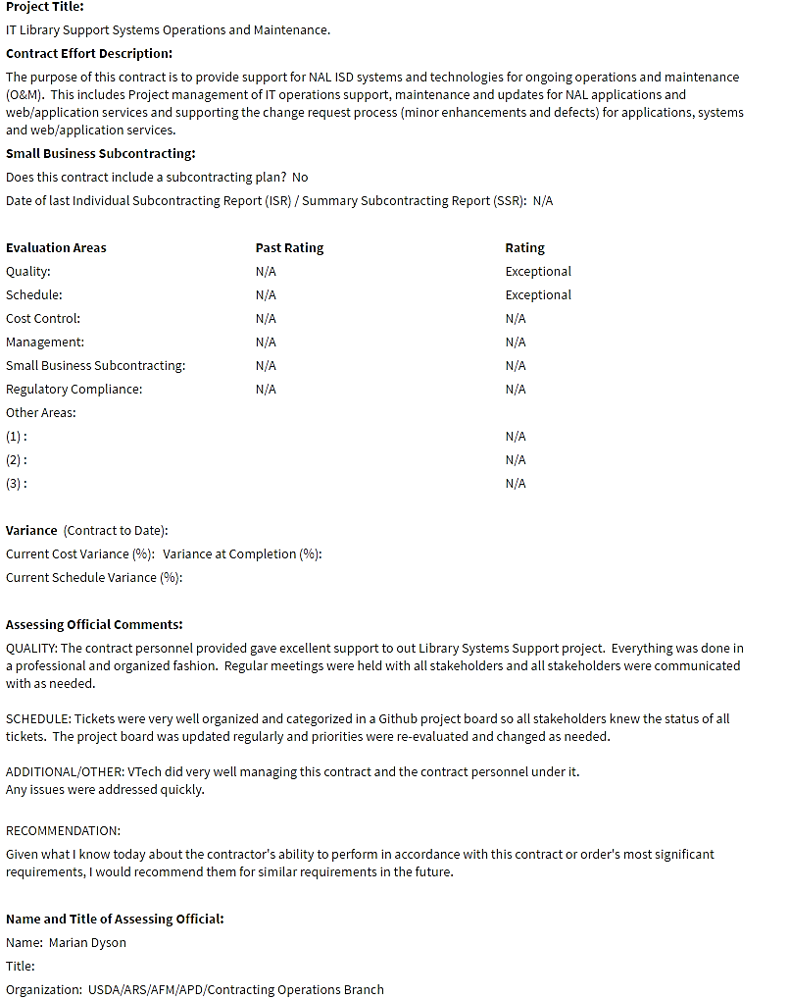 Project Title:
IT Library Support Systems Operations and Maintenance.
Contract Effort Description:
The purpose of this contract is to provide support for NAL ISD systems and technologies for ongoing operations and maintenance
(O&M).  This includes Project management of IT operations support, maintenance and updates for NAL applications and
web/application services and supporting the change request process (minor enhancements and defects) for applications, systems
and web/application services.
Small Business Subcontracting:
Does this contract include a subcontracting plan?  No
Date of last Individual Subcontracting Report (ISR) / Summary Subcontracting Report (SSR):  N/A
Evaluation Areas Past Rating Rating
Quality: N/A Exceptional
Schedule: N/A Exceptional
Cost Control: N/A N/A
Management: N/A N/A
Small Business Subcontracting: N/A N/A
Regulatory Compliance: N/A N/A
Other Areas:
(1) : N/A
(2) : N/A
(3) : N/A
Variance  (Contract to Date):
Current Cost Variance (%):  Variance at Completion (%):
Current Schedule Variance (%):
Assessing Official Comments:
QUALITY: The contract personnel provided gave excellent support to out Library Systems Support project.  Everything was done in
a professional and organized fashion.  Regular meetings were held with all stakeholders and all stakeholders were communicated
with as needed.
SCHEDULE: Tickets were very well organized and categorized in a Github project board so all stakeholders knew the status of all
tickets.  The project board was updated regularly and priorities were re-evaluated and changed as needed.
ADDITIONAL/OTHER: VTech did very well managing this contract and the contract personnel under it.
Any issues were addressed quickly.
RECOMMENDATION:
Given what I know today about the contractor's ability to perform in accordance with this contract or order's most significant
requirements, I would recommend them for similar requirements in the future.
Name and Title of Assessing Official:
Name:  Marian Dyson
Title:
Organization:  USDA/ARS/AFM/APD/Contracting Operations Branch